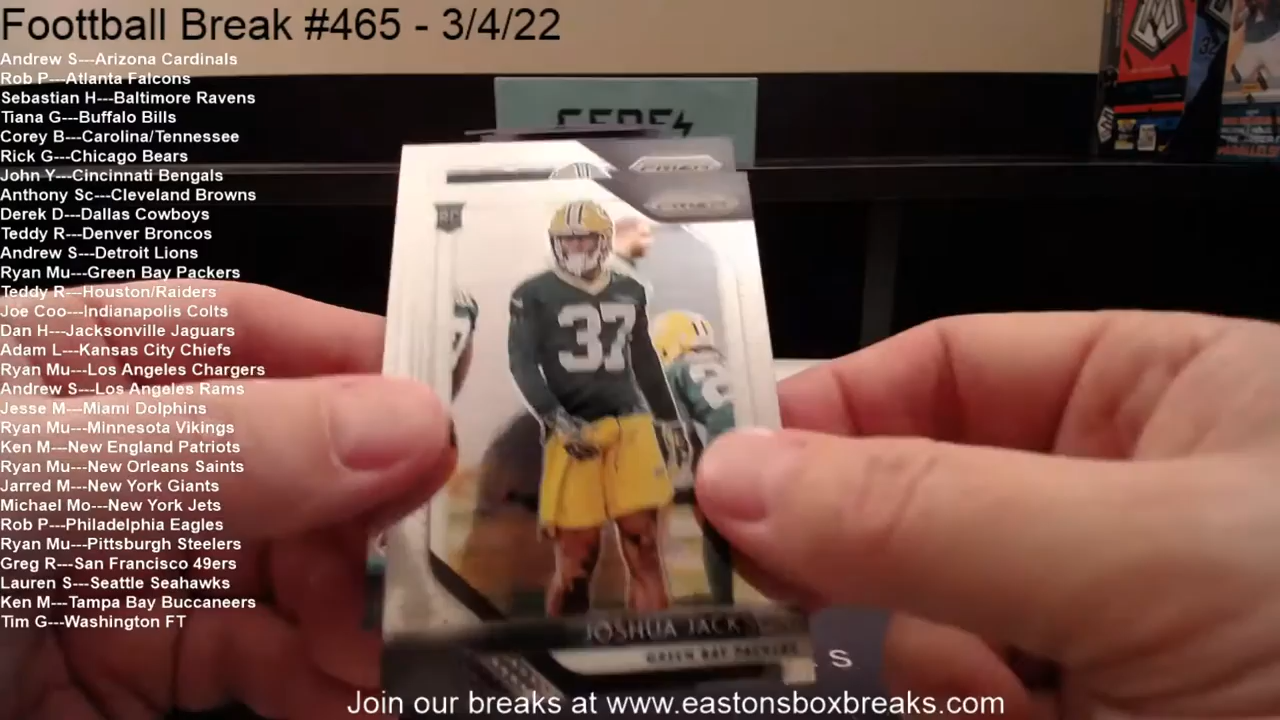 Foottball Break #465 - 3/4/22
Andrew S---Arizona Cardinals
Rob P---Atlanta Falcons
Sebastian H---Baltimore Ravens
Tiana G---Buffalo Bills
Corey B---Carolina/Tennessee
Rick G---Chicago Bears
John Y---Cincinnati Bengals
Anthony Sc---Cleveland Browns
Derek D---Dallas Cowboys
Teddy R---Denver Broncos
Andrew S---Detroit Lions
Ryan Mu---Green Bay Packers
Teddy R---Houston/Raiders
Joe Coo---Indianapolis Colts
Dan H---Jacksonville Jaguars
Adam L---Kansas City Chiefs
Ryan Mu---Los Angeles Chargers
Andrew S---Los Angeles Rams
Jesse M---Miami Dolphins
Ryan Mu---Minnesota Vikings
Ken M---New England Patriots
Ryan Mu---New Orleans Saints
Jarred M---New York Giants
Michael Mo---New York Jets
Rob P---Philadelphia Eagles
Ryan Mu---Pittsburgh Steelers
Greg R---San Francisco 49ers
Lauren S---Seattle Seahawks
Ken M---Tampa Bay Buccaneers
Tim G---Washington FT
PRIZM
PRIZM
RC
37
JOSHUA JACK
GREEN BAY PACKERS
S
Join our breaks at www.eastonsboxbreaks.com